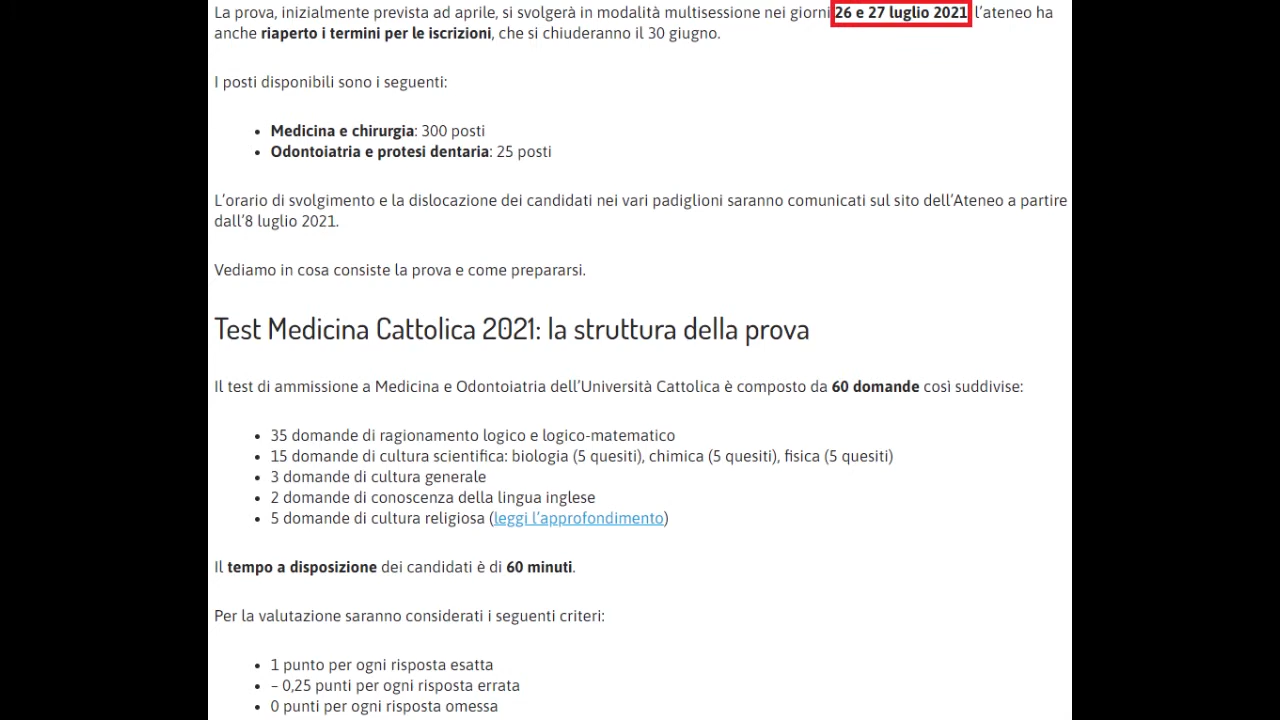 La prova, inizialmente prevista ad aprile, si svolgerà in modalità multisessione nei giorni 26 e 27 luglio 2021 l'ateneo ha
anche riaperto i termini per le iscrizioni, che si chiuderanno il 30 giugno.
I posti disponibili sono i seguenti:
• Medicina e chirurgia: 300 posti
• Odontoiatria e protesi dentaria: 25 posti
L'orario di svolgimento e la dislocazione dei candidati nei vari padiglioni saranno comunicati sul sito dell'Ateneo a partire
dall'8 luglio 2021.
Vediamo in cosa consiste la prova e come prepararsi.
Test Medicina Cattolica 2021: la struttura della prova
Il test di ammissione a Medicina e Odontoiatria dell'Università Cattolica è composto da 60 domande così suddivise:
• 35 domande di ragionamento logico e logico-matematico
• 15 domande di cultura scientifica: biologia (5 quesiti), chimica (5 quesiti), fisica (5 quesiti)
• 3 domande di cultura generale
• 2 domande di conoscenza della lingua inglese
• 5 domande di cultura religiosa (leggi l'approfondimento)
Il tempo a disposizione dei candidati è di 60 minuti.
Per la valutazione saranno considerati i seguenti criteri:
• 1 punto per ogni risposta esatta
• – 0,25 punti per ogni risposta errata
• 0 punti per ogni risposta omessa